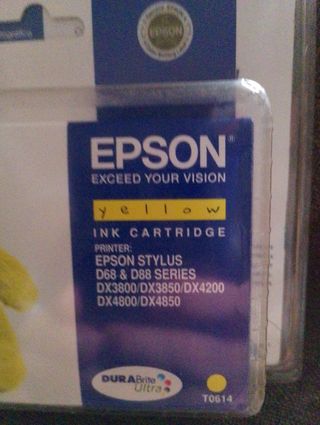 EPSON
EPSON®
EXCEED YOUR VISION
yellow
INK CARTRIDGE
PRINTER:
EPSON STYLUS
D68 & D88 SERIES
DX3800/DX3850/DX4200
DX4800/DX4850
DURABrite
Ultra
T0614